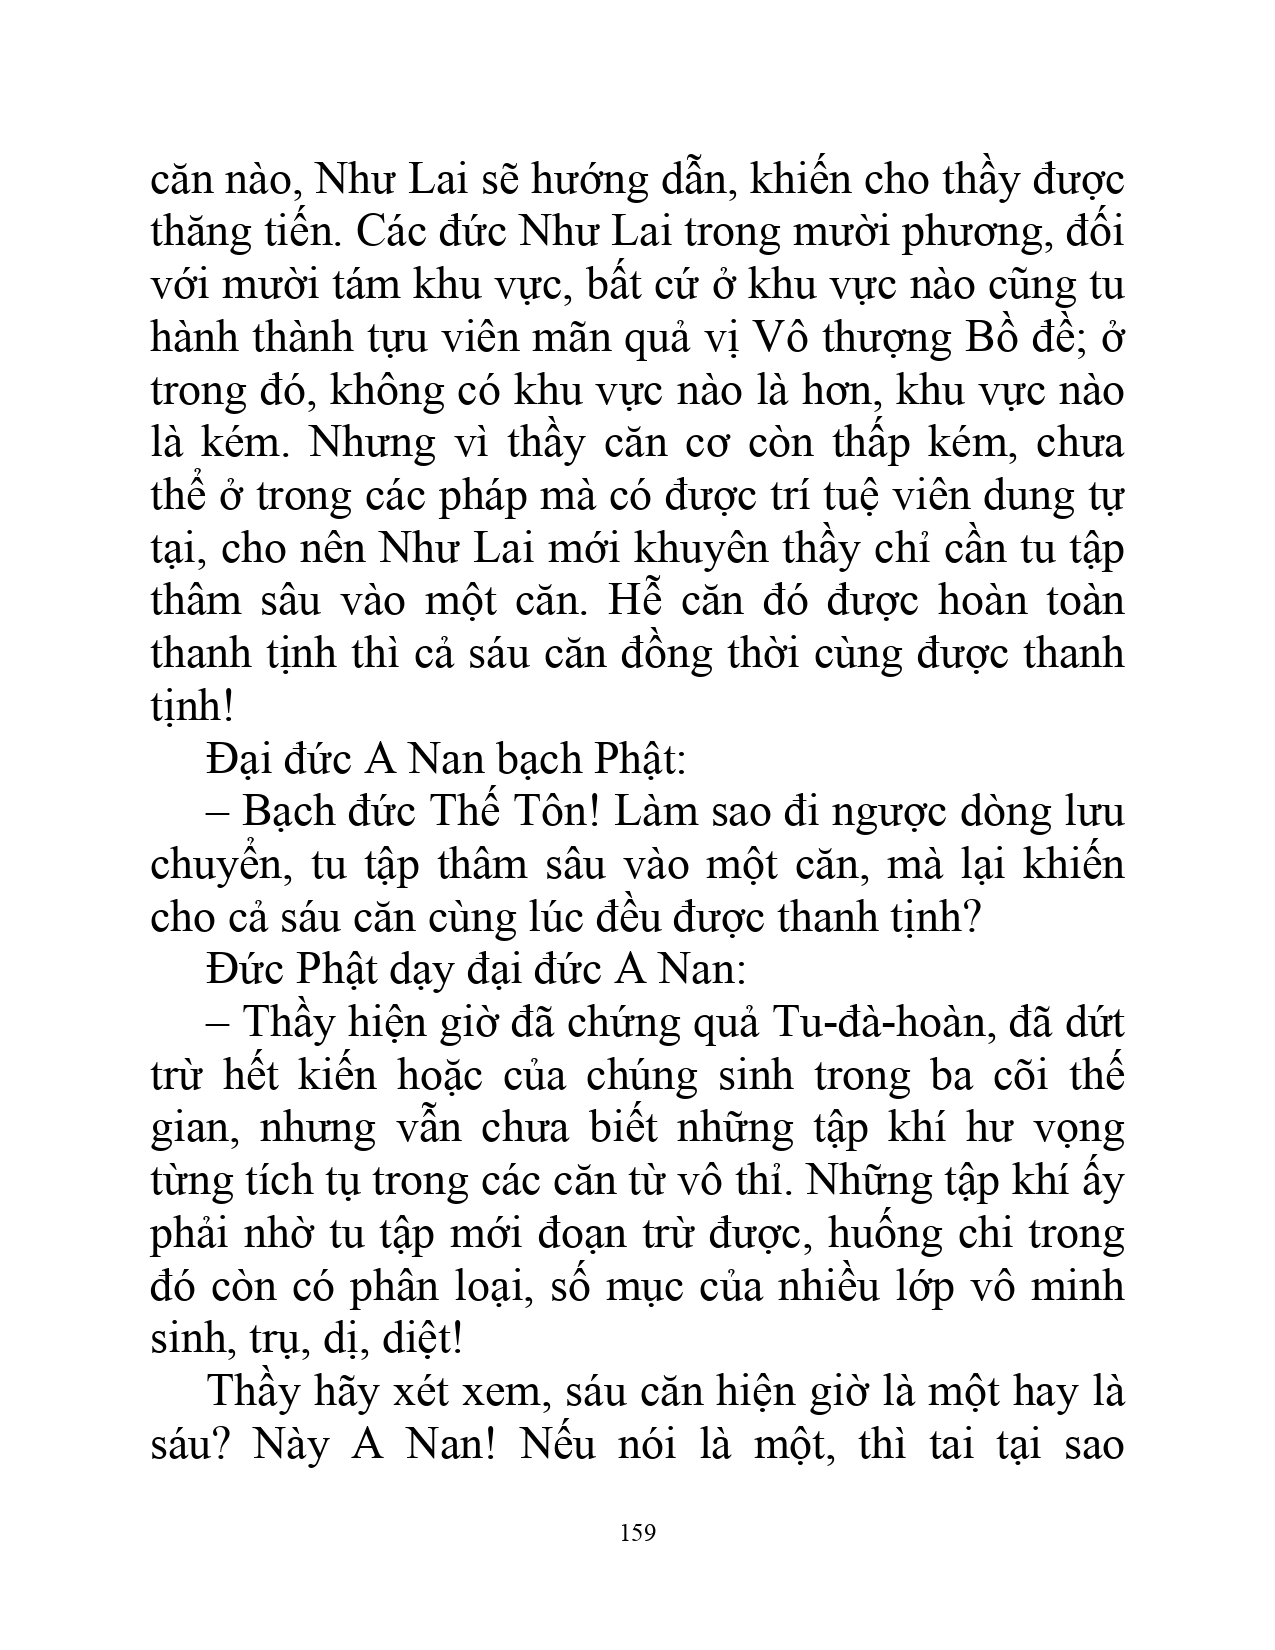 căn nào, Như Lai sẽ hướng dẫn, khiến cho thầy được
thăng tiến. Các đức Như Lai trong mười phương, đối
với mười tám khu vực, bất cứ ở khu vực nào cũng tu
hành thành tựu viên mãn quả vị Vô thượng Bồ đề; ở
trong đó, không có khu vực nào là hơn, khu vực nào
là kém. Nhưng vì thầy căn cơ còn thấp kém, chưa
thể ở trong các pháp mà có được trí tuệ viên dung tự
tại, cho nên Như Lai mới khuyên thầy chỉ cần tu tập
thâm sâu vào một căn. Hễ căn đó được hoàn toàn
thanh tịnh thì cả sáu căn đồng thời cùng được thanh
tịnh!
Đại đức A Nan bạch Phật:
– Bạch đức Thế Tôn! Làm sao đi ngược dòng lưu
chuyển, tu tập thâm sâu vào một căn, mà lại khiến
cho cả sáu căn cùng lúc đều được thanh tịnh?
Đức Phật dạy đại đức A Nan:
– Thầy hiện giờ đã chứng quả Tu-đà-hoàn, đã dứt
trừ hết kiến hoặc của chúng sinh trong ba cõi thế
gian, nhưng vẫn chưa biết những tập khí hư vọng
từng tích tụ trong các căn từ vô thỉ. Những tập khí ấy
phải nhờ tu tập mới đoạn trừ được, huống chi trong
đó còn có phân loại, số mục của nhiều lớp vô minh
sinh, trụ, dị, diệt!
Thầy hãy xét xem, sáu căn hiện giờ là một hay là
sáu? Này A Nan! Nếu nói là một, thì tai tại sao
159